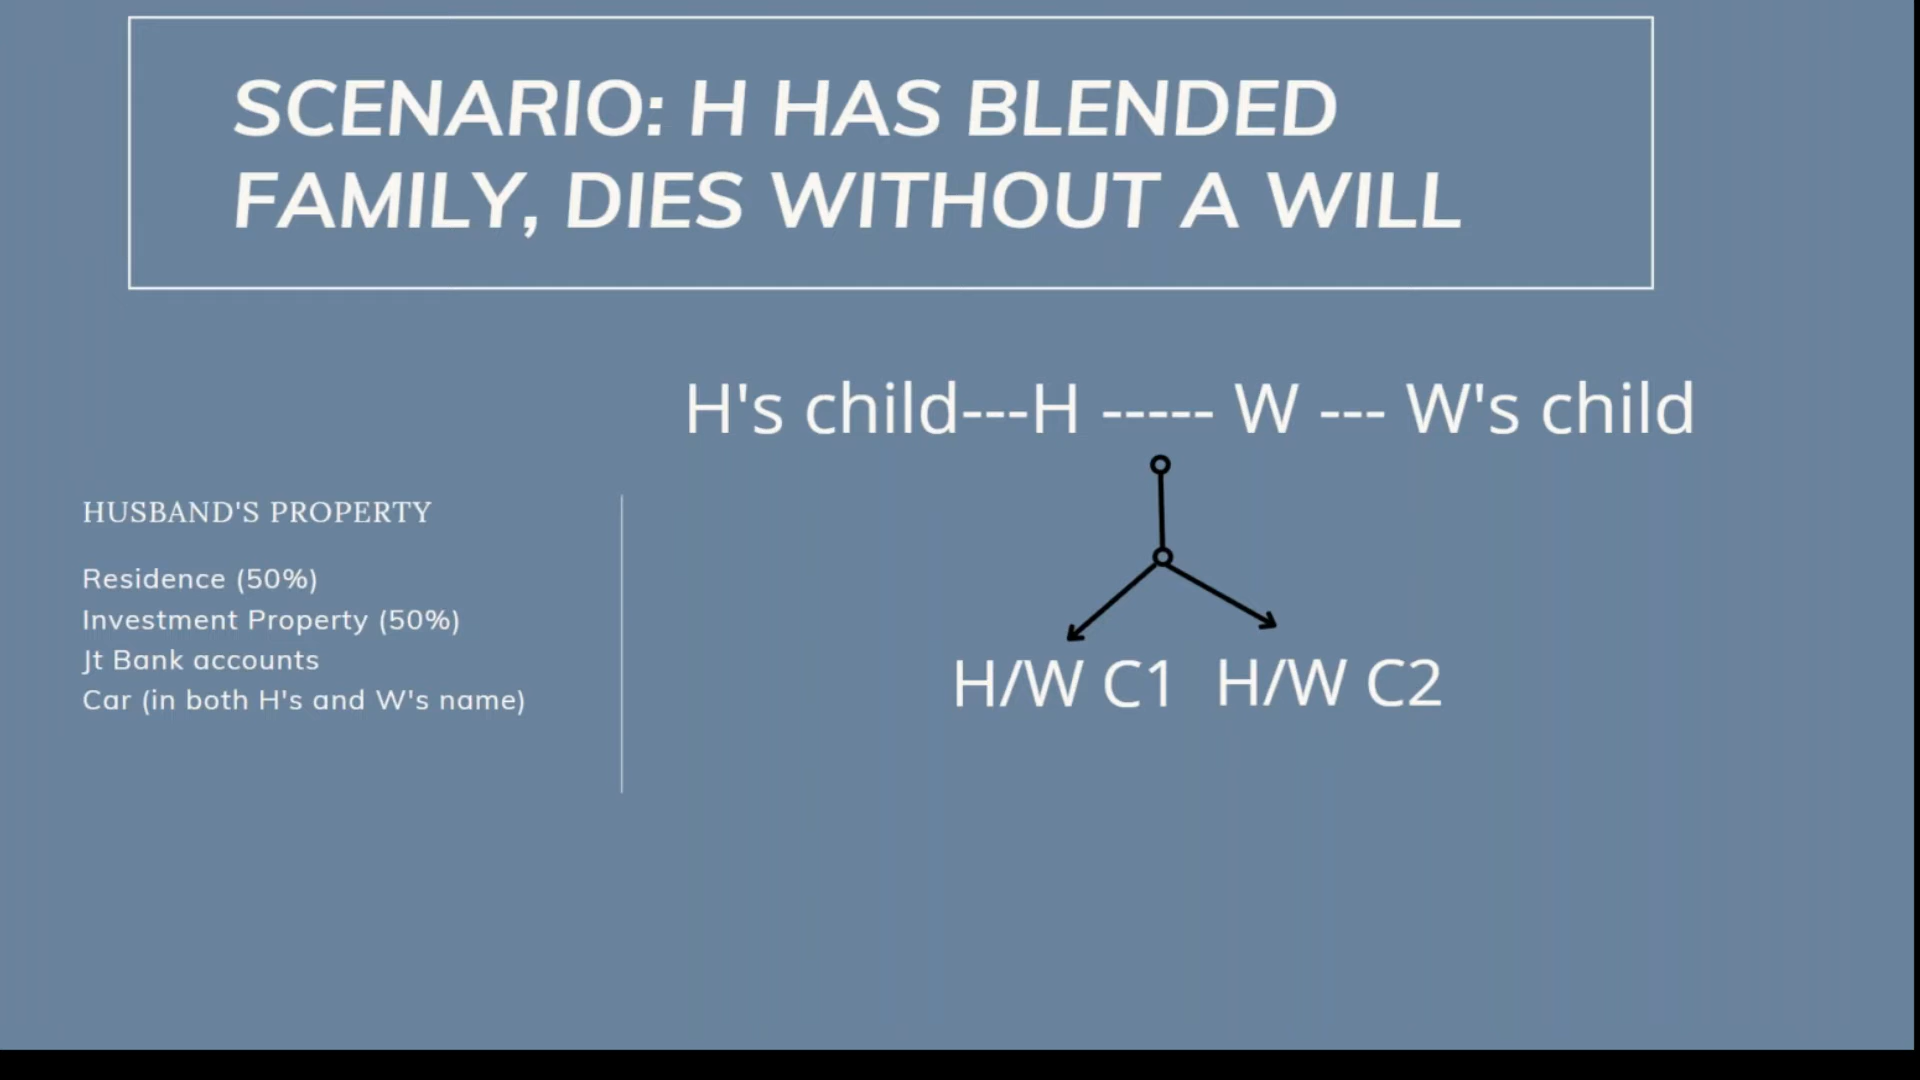 SCENARIO: H HAS BLENDED
FAMILY, DIES WITHOUT A WILL
H's child---H ----- W --- W's child
HUSBAND'S PROPERTY
Residence (50%)
Investment Property (50%)
Jt Bank accounts
Car (in both H's and W's name)
H/W C1 H/W C2